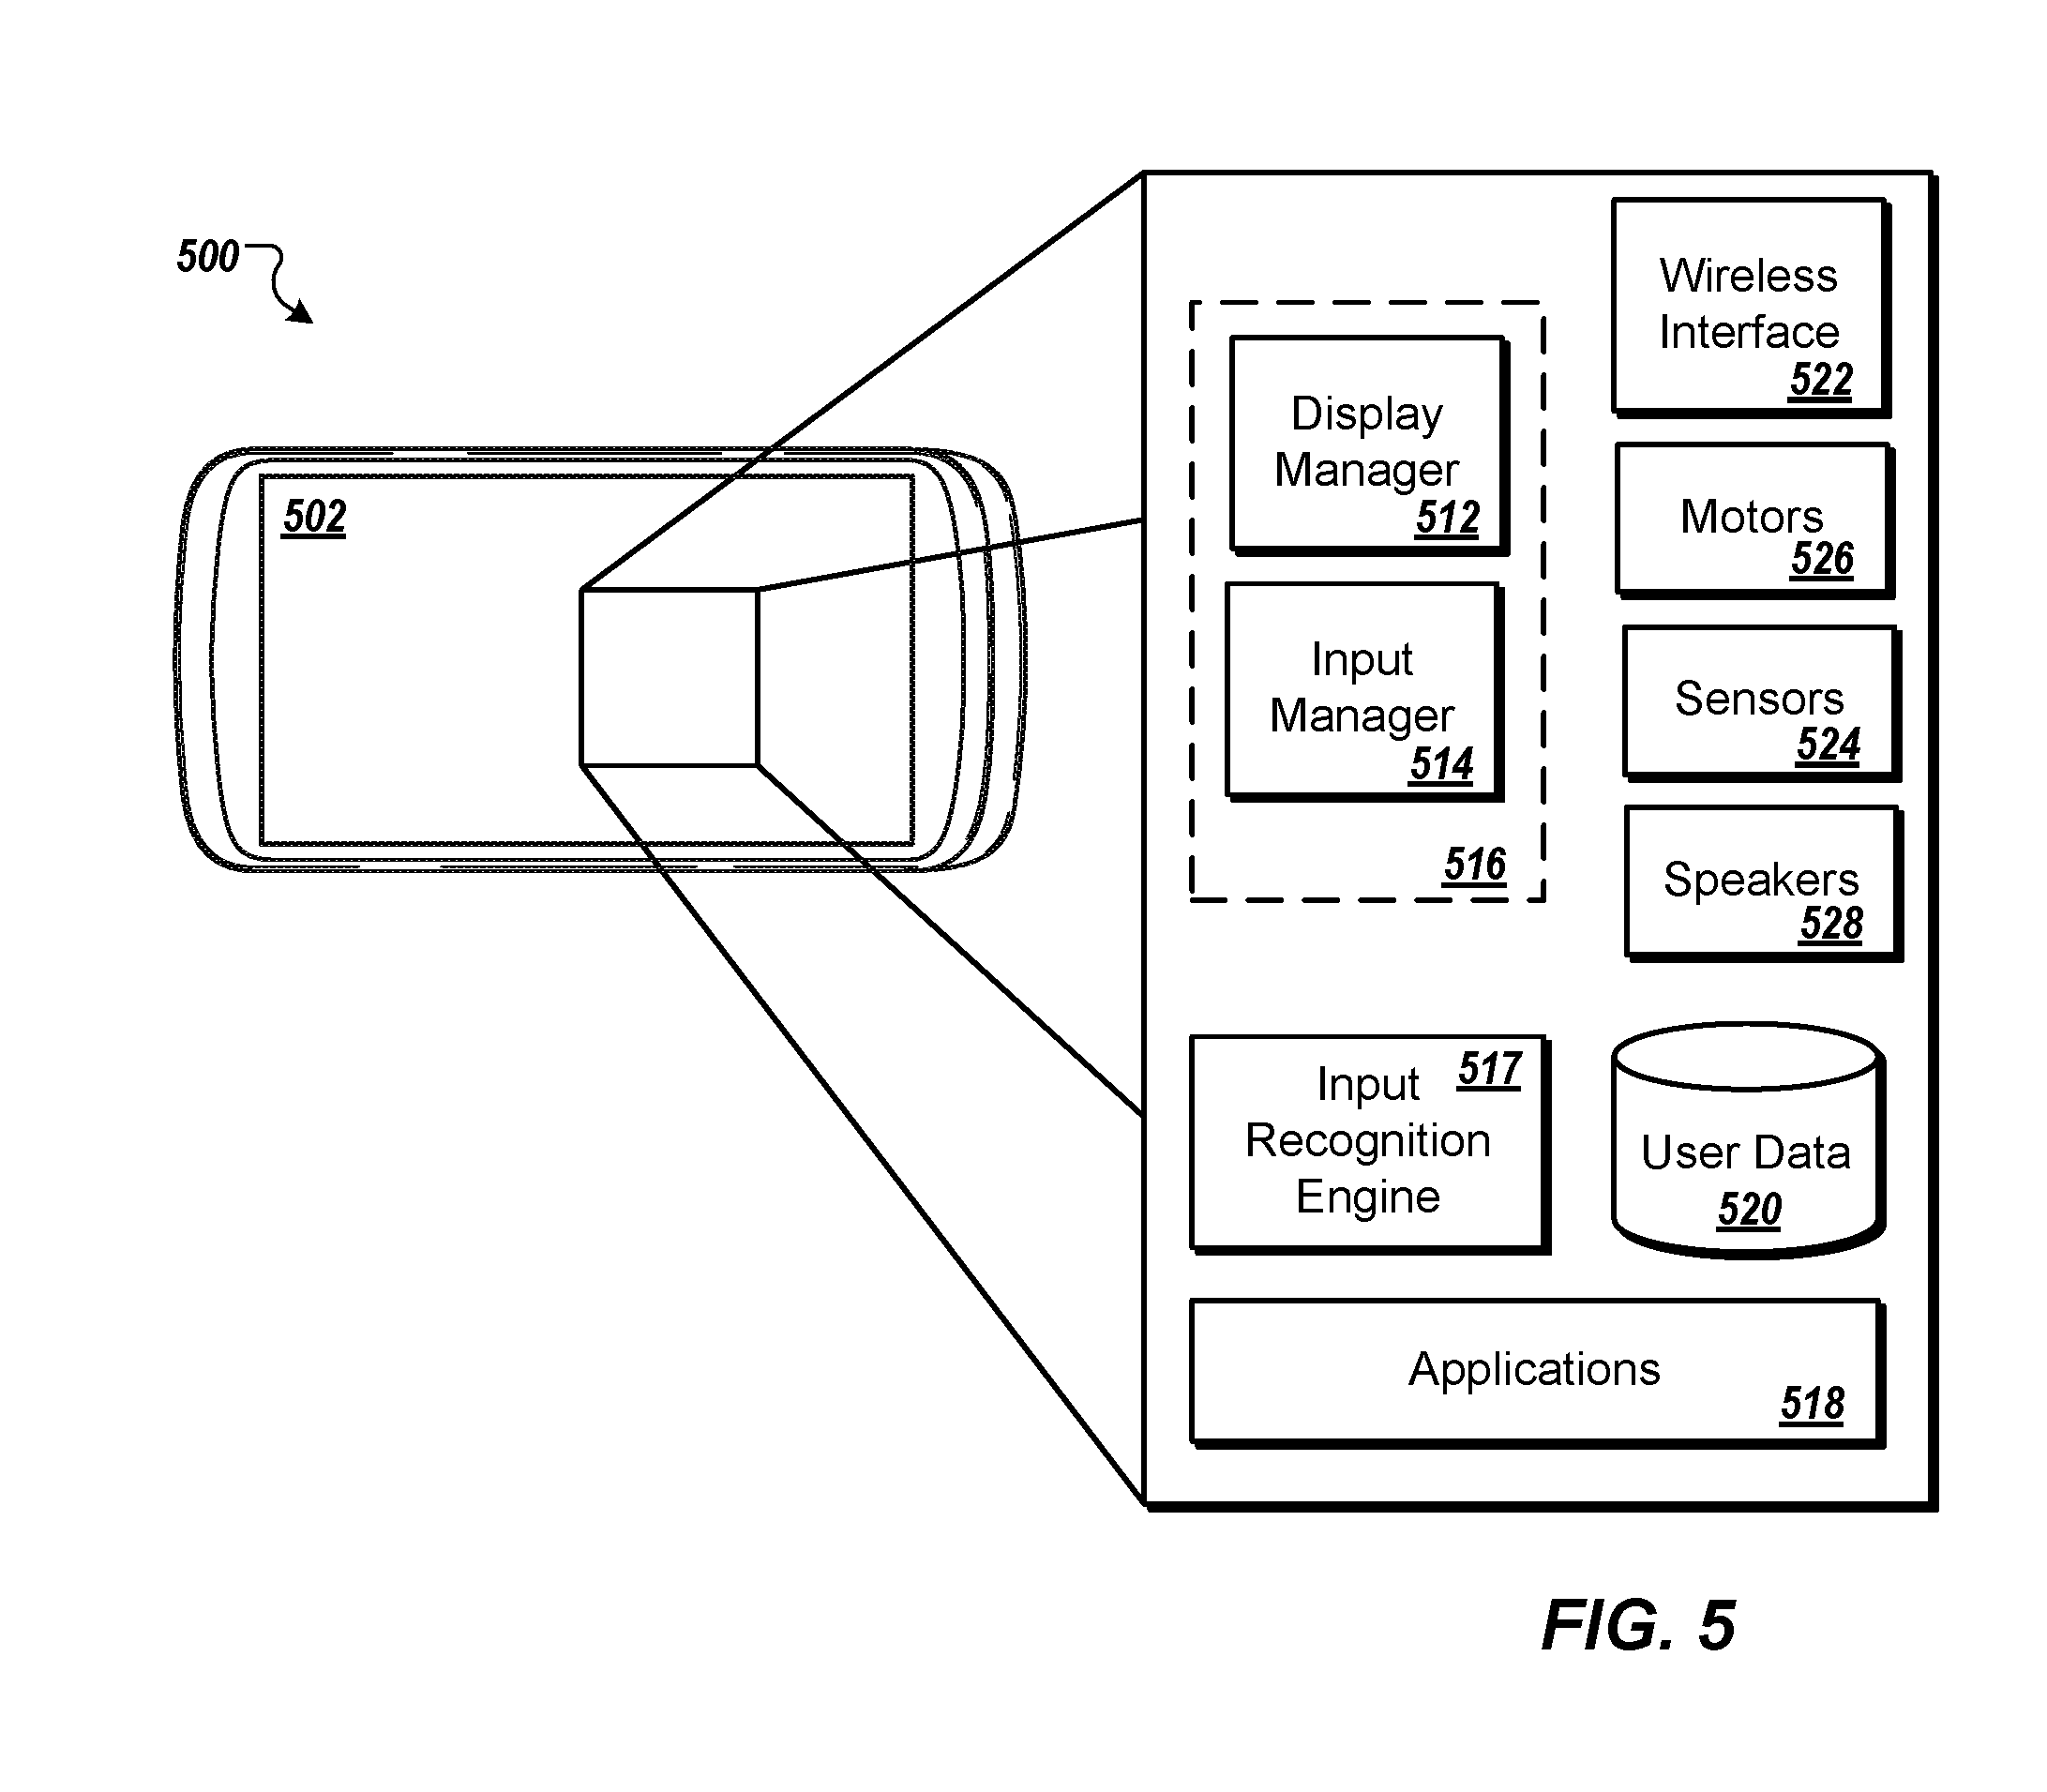 500
502
Display
Manager
512
Input
Manager
514
516
Wireless
Interface
522
Motors
526
Sensors
524
Speakers
528
517
Input
Recognition
Engine
User Data
520
Applications
518
FIG. 5